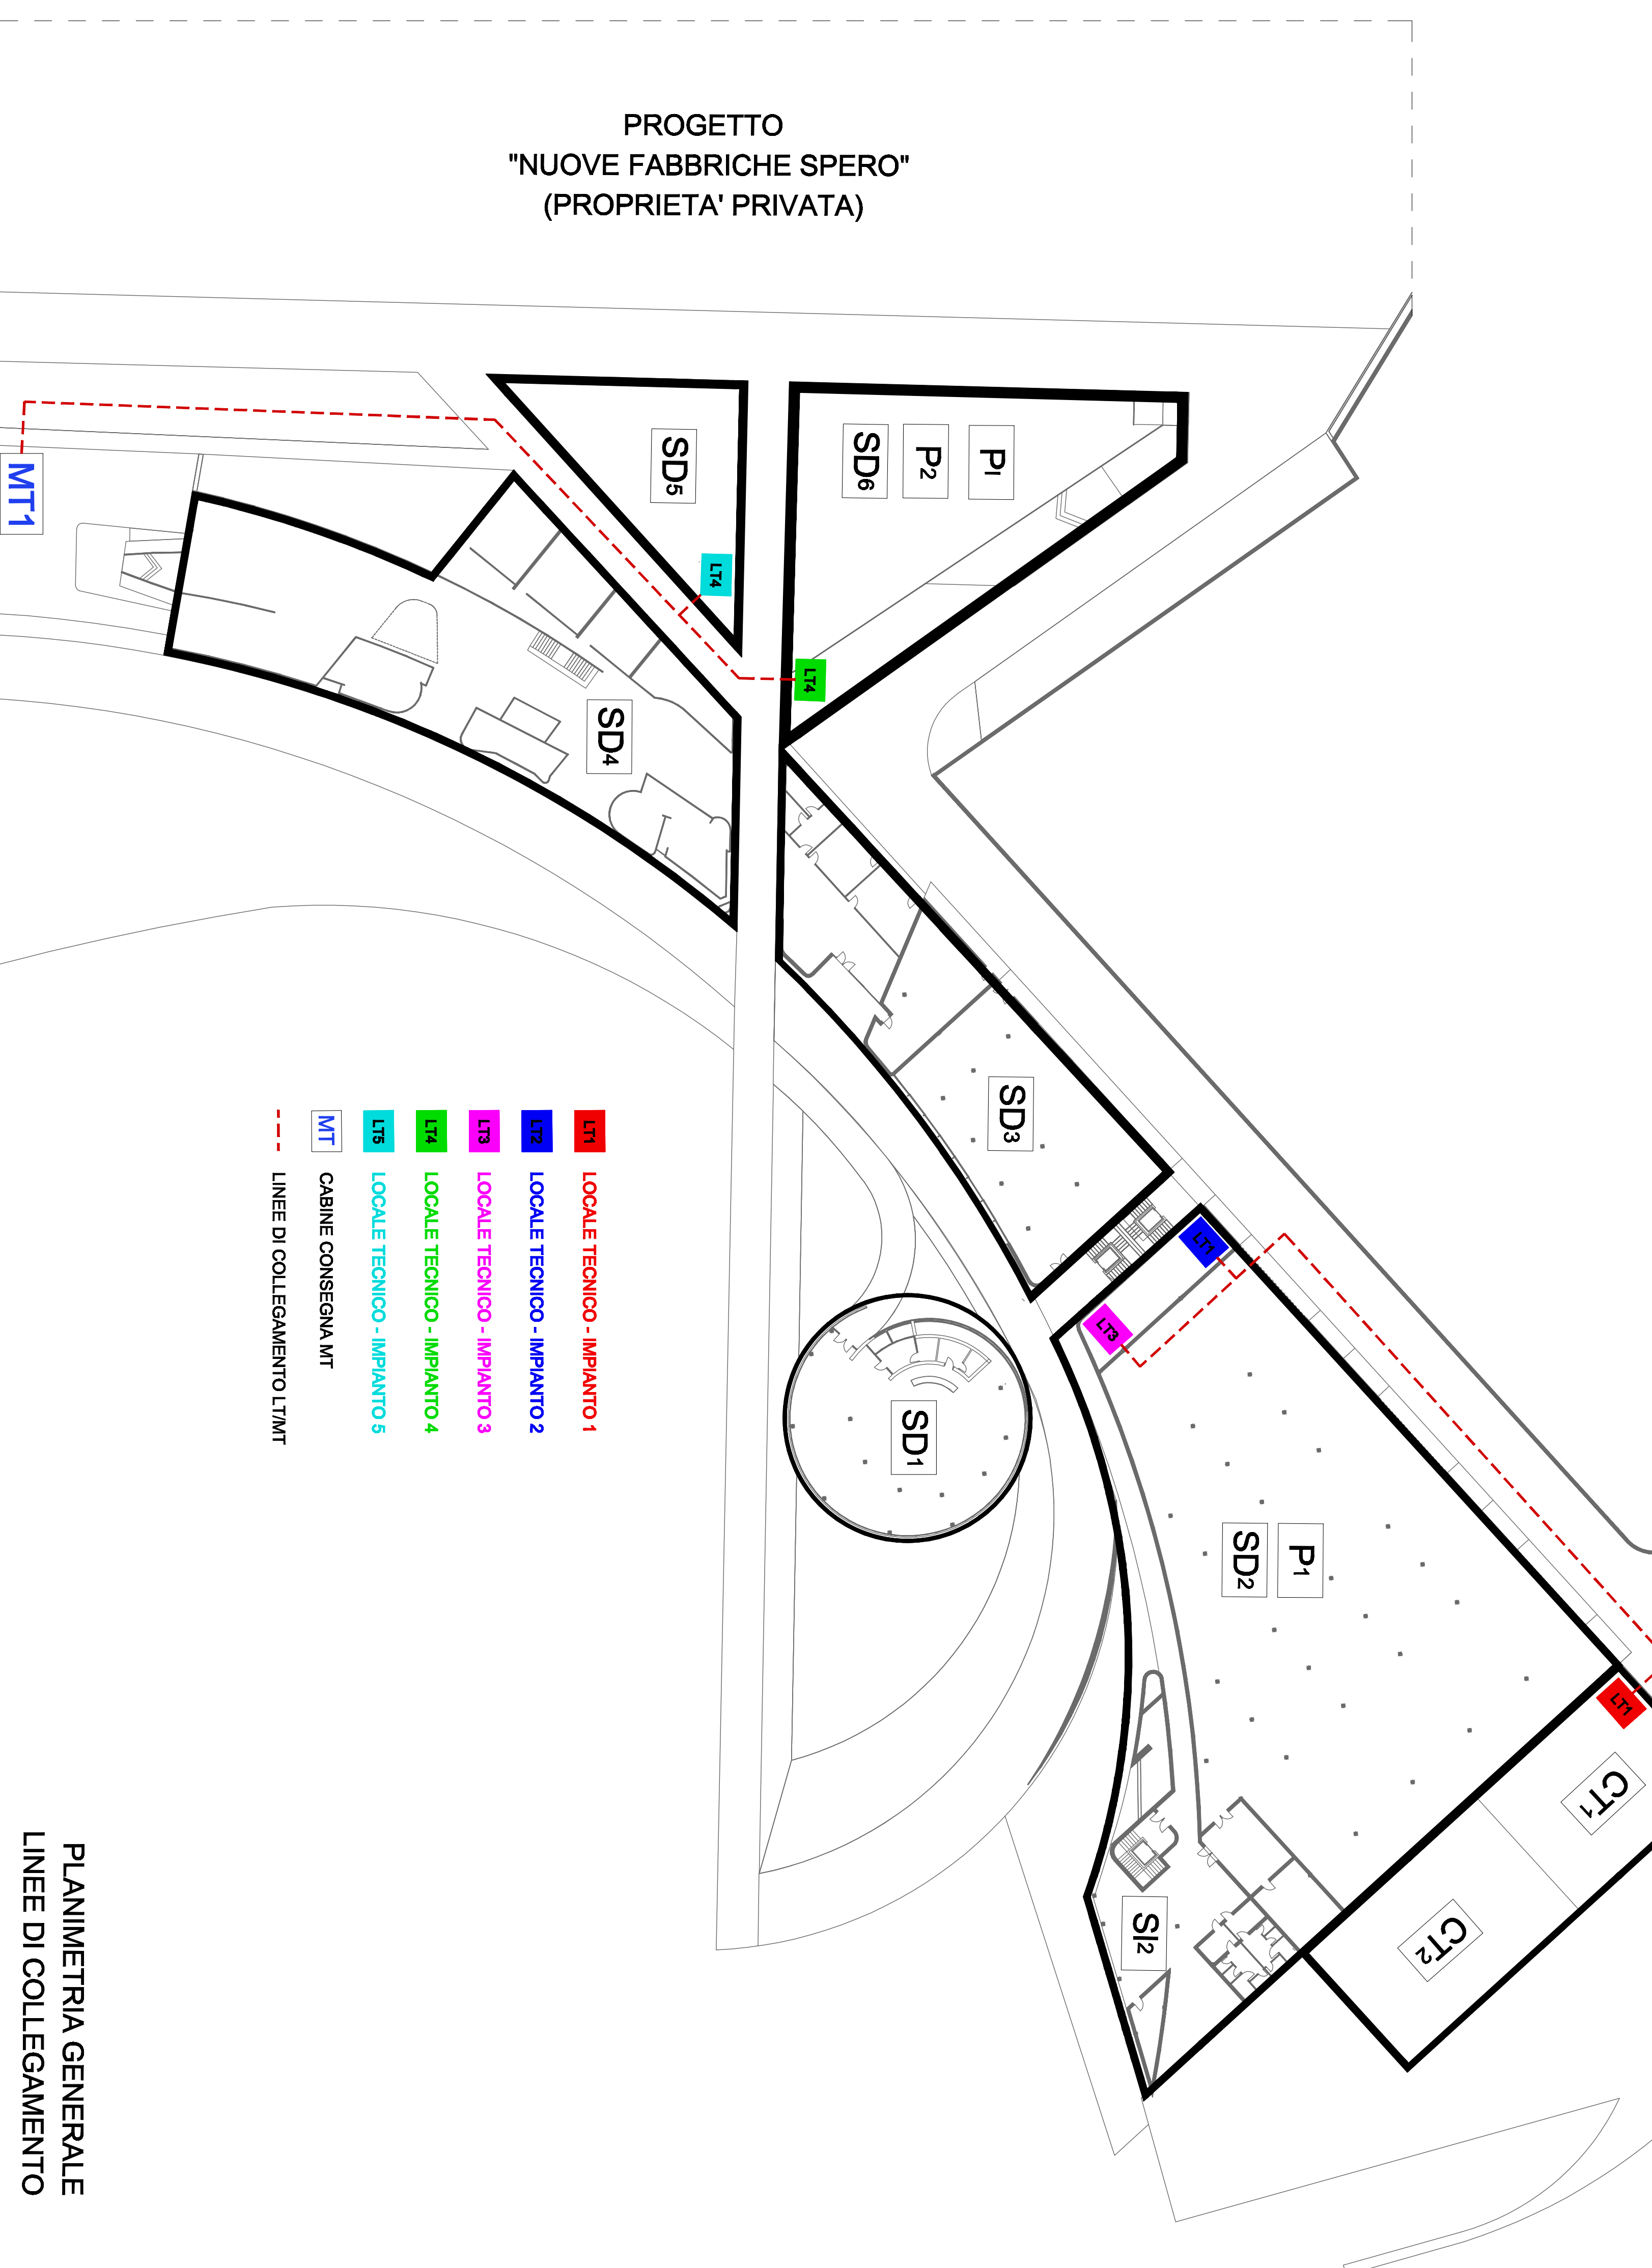 PROGETTO
"NUOVE FABBRICHE SPERO"
(PROPRIETA' PRIVATA)
MT1
SD5
SD6
P2
PI
LT4
LT4
SD4
SD3
LT1
LT3
SD1
SD2
P1
LT1
CT1
CT2
SI2
LT1 LOCALE TECNICO - IMPIANTO 1
LT2 LOCALE TECNICO - IMPIANTO 2
LT3 LOCALE TECNICO - IMPIANTO 3
LT4 LOCALE TECNICO - IMPIANTO 4
LT5 LOCALE TECNICO - IMPIANTO 5
MT CABINE CONSEGNA MT
LINEE DI COLLEGAMENTO LT/MT
PLANIMETRIA GENERALE
LINEE DI COLLEGAMENTO